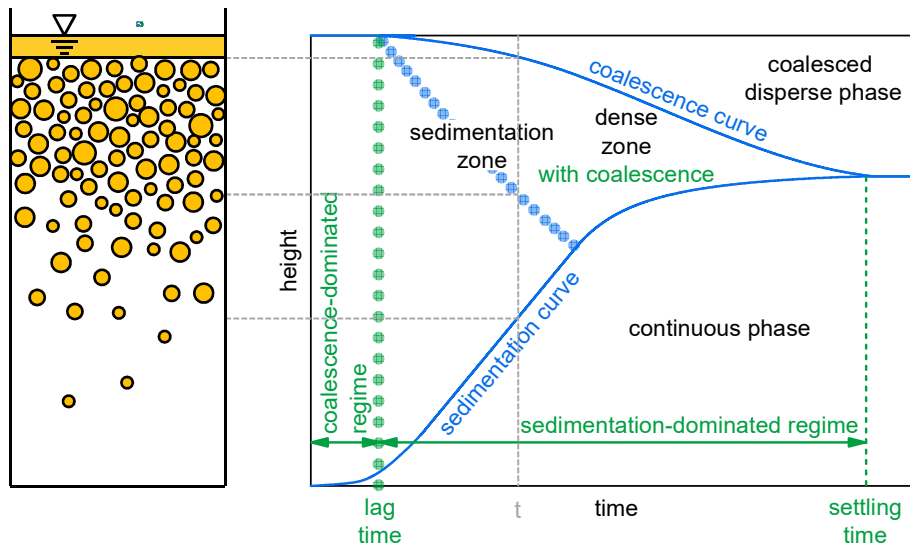 coalesced
disperse phase
coalescence curve
dense
zone
with coalescence
sedimentation
zone
height
coalescence-dominated
regime
sedimentation curve
continuous phase
sedimentation-dominated regime
lag
time
t
time
settling
time